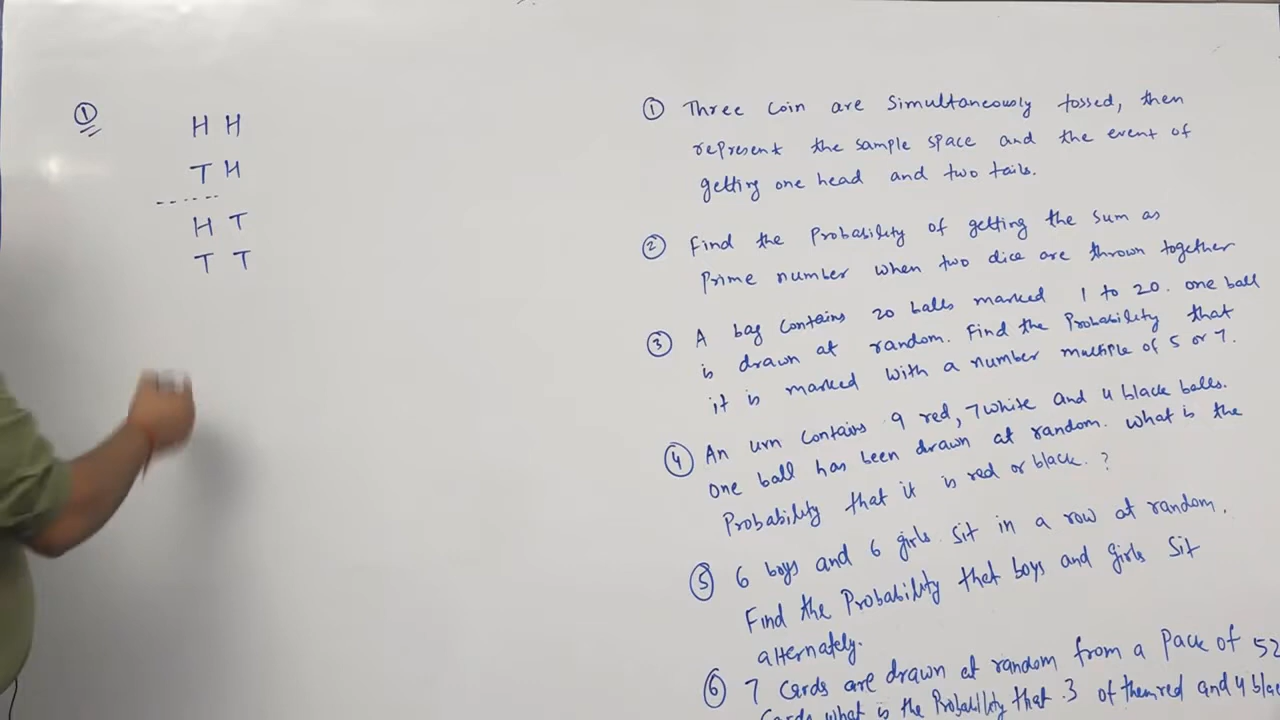 ①
H H
T H
H T
T T
① Three coin are simultaneously tossed, then
represent the sample space and the event of
getting one head and two tails.
② Find the Probability of getting the sum as
Prime number when two dice are thrown together
③ A bag contains 20 balls marked 1 to 20. one ball
is drawn at random. Find the Probability that
it is marked with a number multiple of 5 or 7.
④ An urn contains 9 red, 7 white and 4 black balls.
one ball has been drawn at random. what is the
Probability that it is red or black.?
⑤ 6 boys and 6 girls sit in a row at random.
Find the Probability that boys and girls sit
alternately.
⑥ 7 Cards are drawn at random from a pack of 52
Cards what is the Probability that 3 of them red and 4 blac